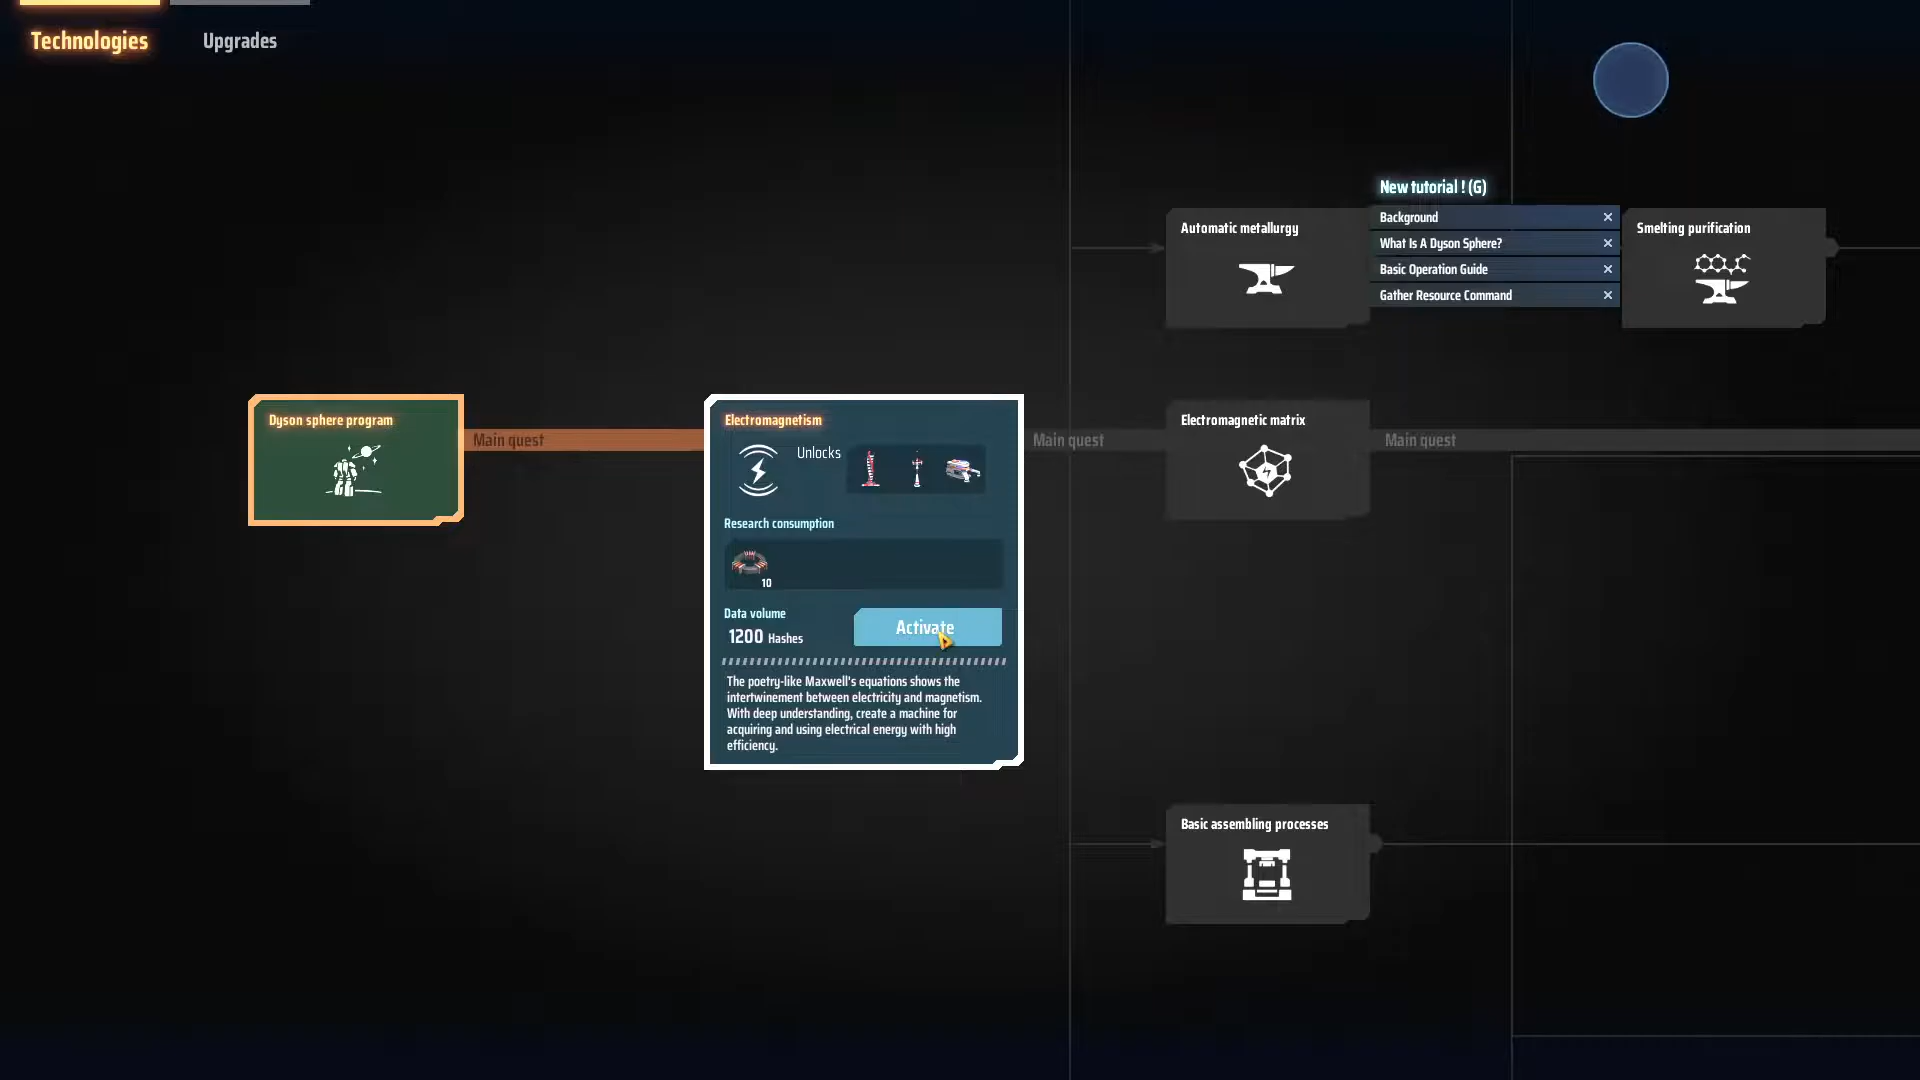 Technologies
Upgrades
New tutorial ! (G)
Background
What Is A Dyson Sphere?
Basic Operation Guide
Gather Resource Command
Automatic metallurgy
Smelting purification
Dyson sphere program
Main quest
Electromagnetism
Unlocks
Research consumption
10
Data volume
1200 Hashes
Activate
The poetry-like Maxwell's equations shows the
intertwinement between electricity and magnetism.
With deep understanding, create a machine for
acquiring and using electrical energy with high
efficiency.
Main quest
Electromagnetic matrix
Main quest
Basic assembling processes